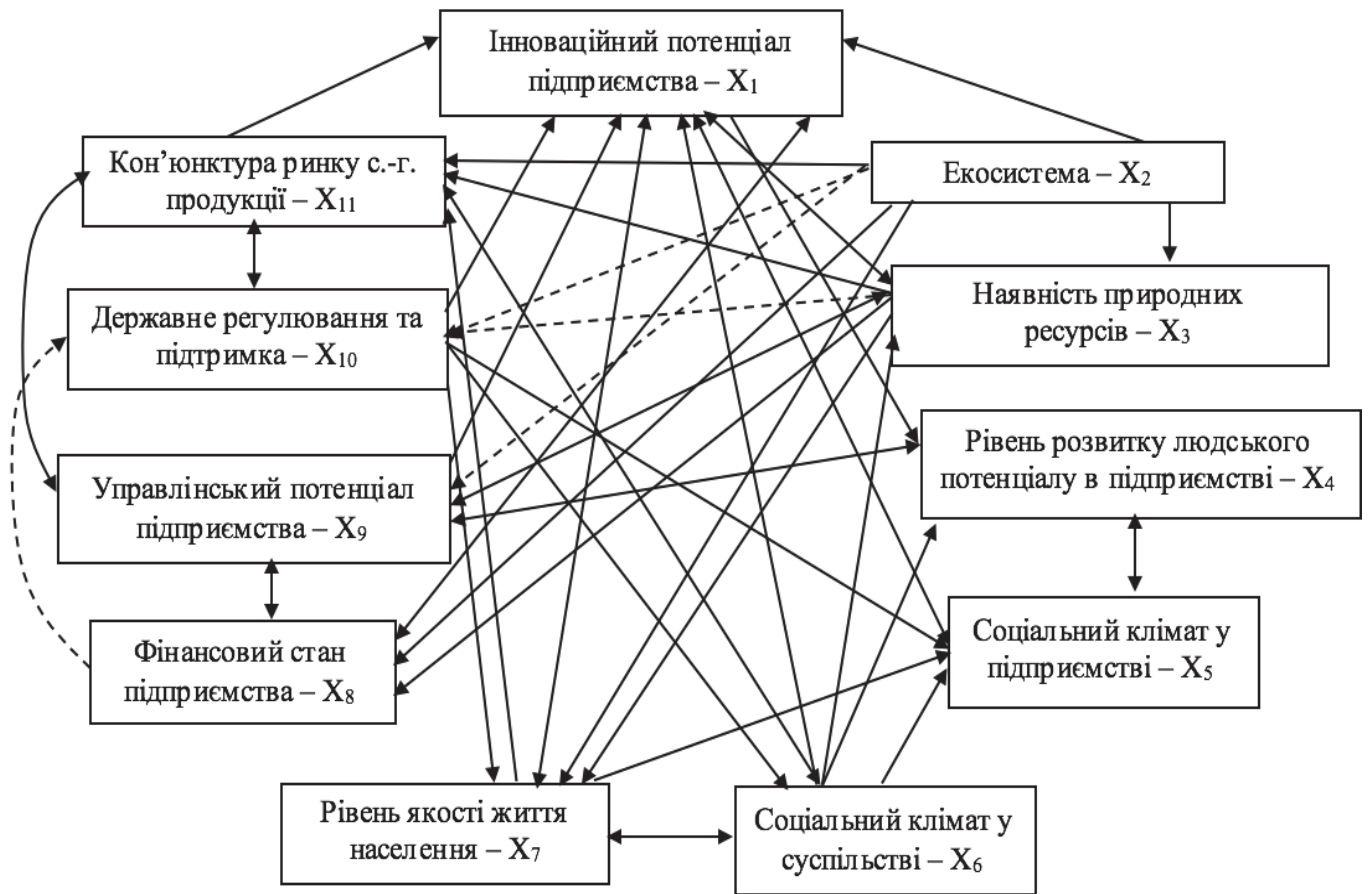 Інноваційний потенціал
підприємства – X₁
Кон’юнктура ринку с.-г.
продукції – X₁₁
Екосистема – X₂
Державне регулювання та
підтримка – X₁₀
Наявність природних
ресурсів – X₃
Управлінський потенціал
підприємства – X₉
Рівень розвитку людського
потенціалу в підприємстві – X₄
Фінансовий стан
підприємства – X₈
Соціальний клімат у
підприємстві – X₅
Рівень якості життя
населення – X₇
Соціальний клімат у
суспільстві – X₆